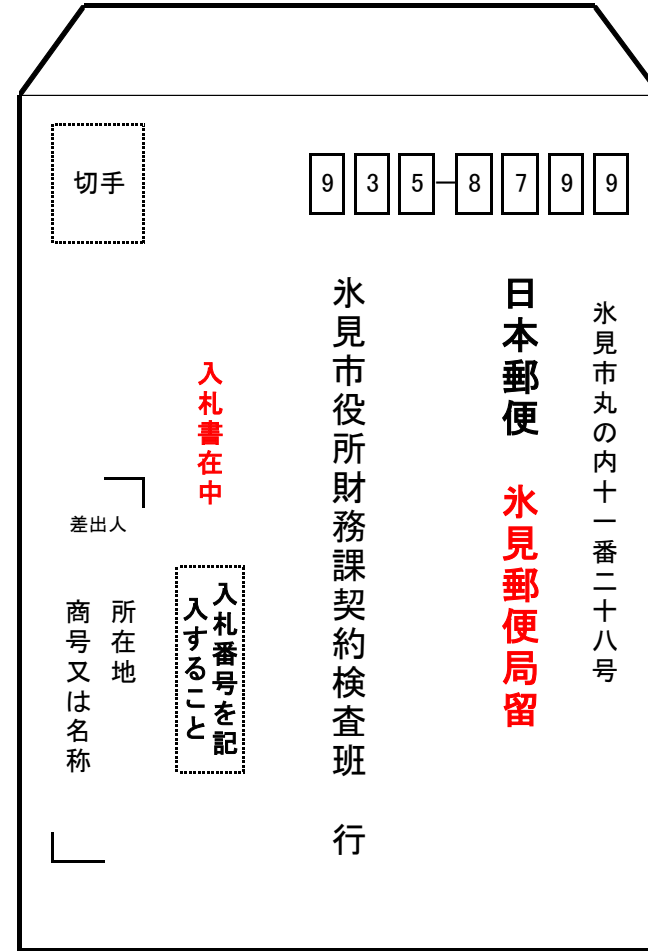 切手
935-8799
氷見市丸の内十一番二十八号
日本郵便　氷見郵便局留
氷見市役所財務課契約検査班　行
入札書在中
入札番号を記
入すること
差出人
所在地
商号又は名称